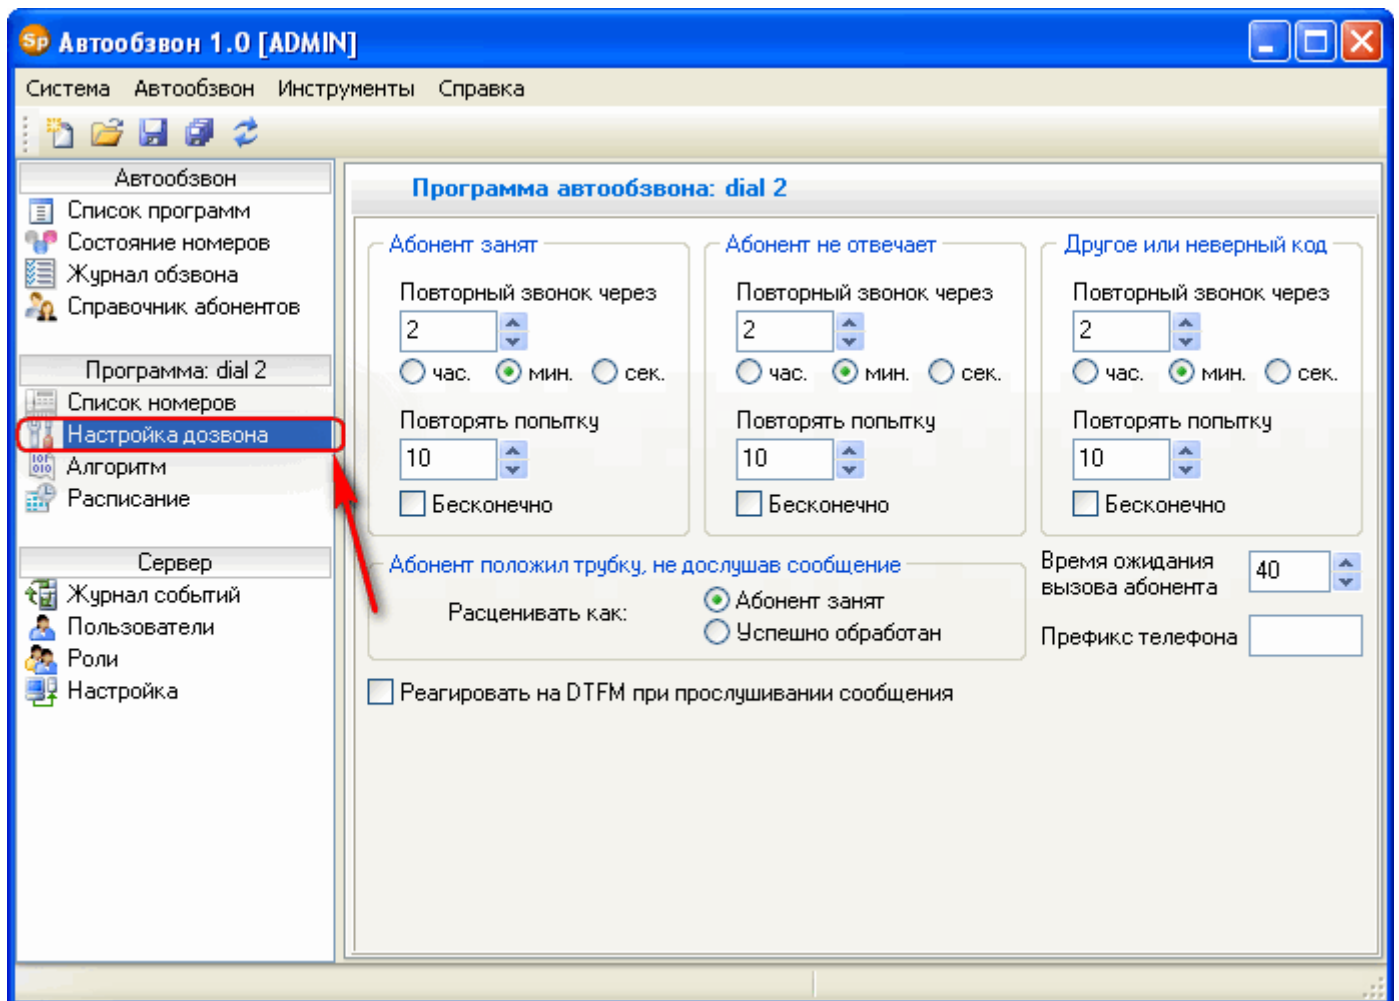 Sp Автообзвон 1.0 [ADMIN]
Система Автообзвон Инструменты Справка
Автообзвон
Список программ
Состояние номеров
Журнал обзвона
Справочник абонентов
Программа: dial 2
Список номеров
Настройка дозвона
Алгоритм
Расписание
Сервер
Журнал событий
Пользователи
Роли
Настройка
Программа автообзвона: dial 2
Абонент занят
Повторный звонок через
2
час. мин. сек.
Повторять попытку
10
Бесконечно
Абонент не отвечает
Повторный звонок через
2
час. мин. сек.
Повторять попытку
10
Бесконечно
Другое или неверный код
Повторный звонок через
2
час. мин. сек.
Повторять попытку
10
Бесконечно
Абонент положил трубку, не дослушав сообщение
Расценивать как:
Абонент занят
Успешно обработан
Время ожидания
вызова абонента
40
Префикс телефона
Реагировать на DTFM при прослушивании сообщения